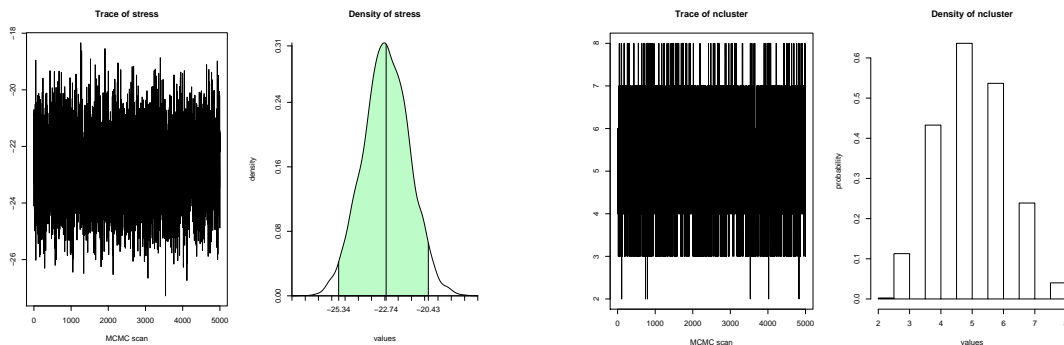 Trace of stress
−18
−20
−22
−24
−26
0 1000 2000 3000 4000 5000
MCMC scan
Density of stress
0.31
0.24
0.16
0.08
0.00
density
−25.34 −22.74 −20.43
values
Trace of ncluster
8
7
6
5
4
3
2
0 1000 2000 3000 4000 5000
MCMC scan
Density of ncluster
0.6
0.5
0.4
0.3
0.2
0.1
0.0
probability
2 3 4 5 6 7
values